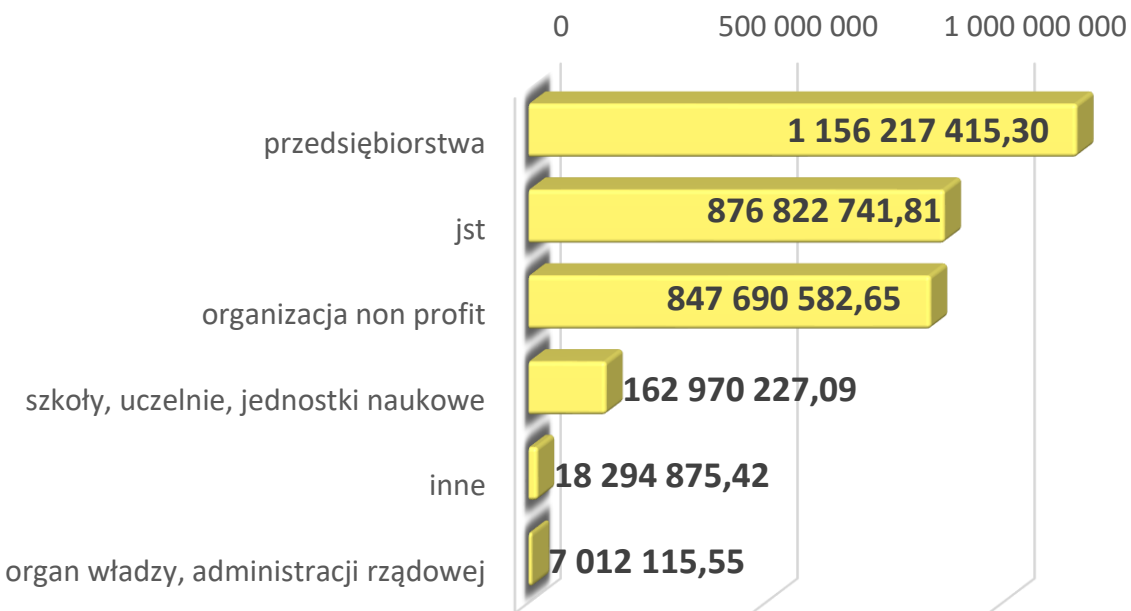 0 500 000 000 1 000 000 000
przedsiębiorstwa 1 156 217 415,30
jst 876 822 741,81
organizacja non profit 847 690 582,65
szkoły, uczelnie, jednostki naukowe 162 970 227,09
inne 18 294 875,42
organ władzy, administracji rządowej 7 012 115,55